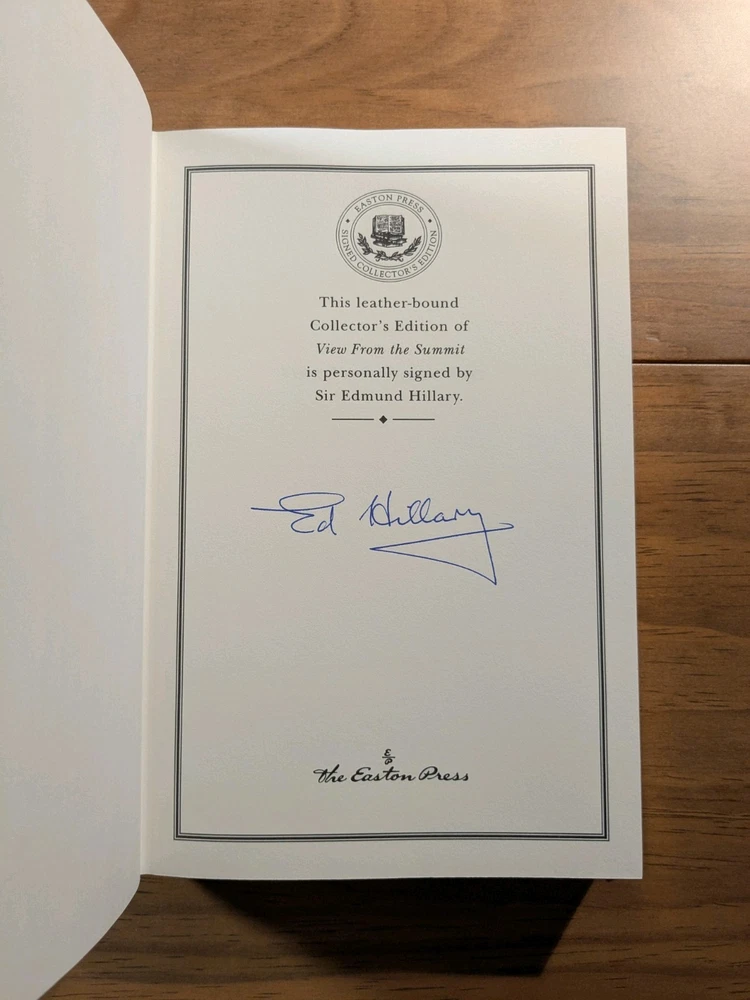 EASTON PRESS
SIGNED COLLECTOR'S EDITION
This leather-bound
Collector's Edition of
View From the Summit
is personally signed by
Sir Edmund Hillary.
Ed Hillary
E/P
the Easton Press